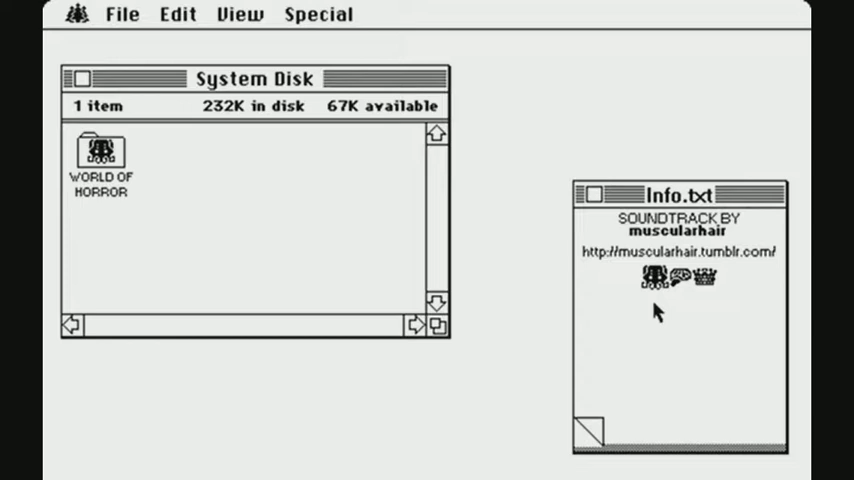 File Edit View Special
System Disk
1 item 232K in disk 67K available
WORLD OF
HORROR
Info.txt
SOUNDTRACK BY
muscularhair
http://muscularhair.tumblr.com/